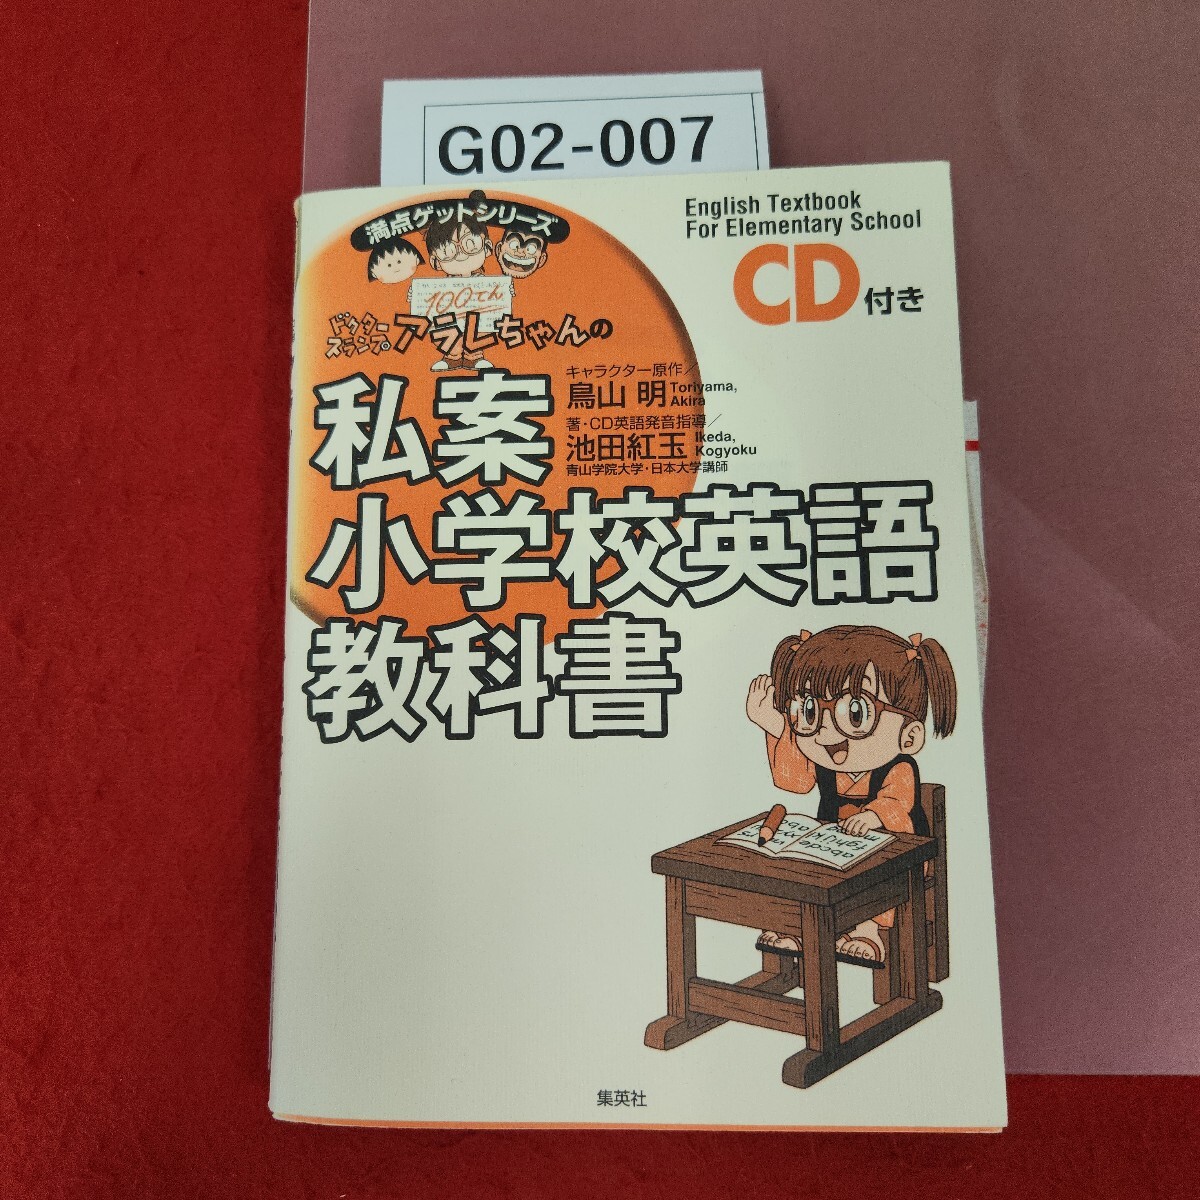 G02-007
満点ゲットシリーズ
English Textbook
For Elementary School
CD付き
100てん
ドクター
スランプ
アラレちゃんの
キャラクター原作/
鳥山 明
Toriyama,
Akira
著・CD英語発音指導/
池田紅玉
Ikeda,
Kogyoku
青山学院大学・日本大学講師
私案
小学校英語
教科書
集英社